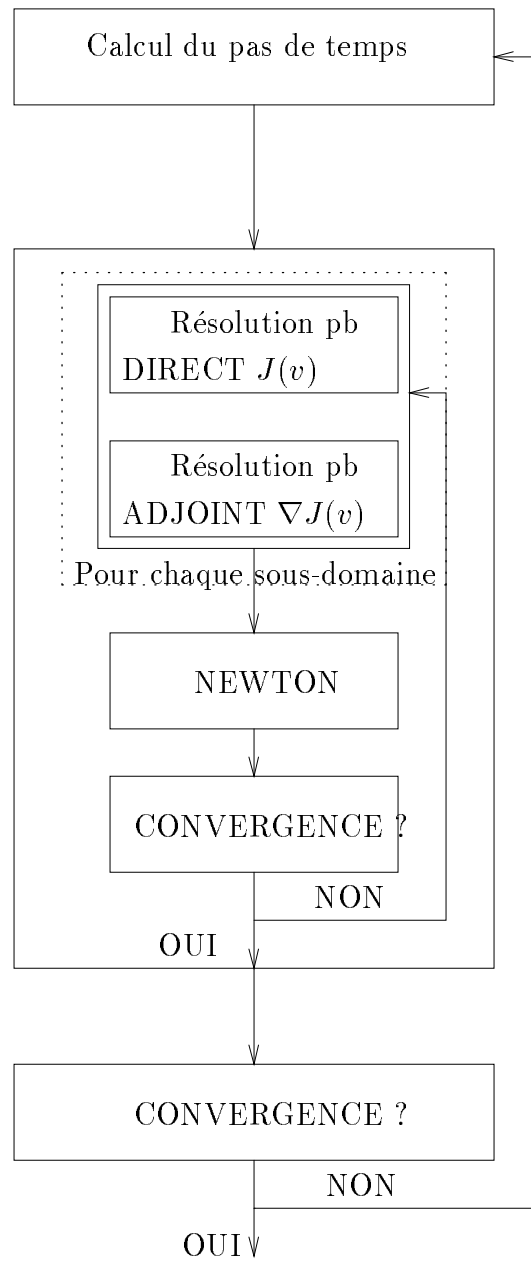 Calcul du pas de temps
Résolution pb
DIRECT J(v)
Résolution pb
ADJOINT ∇J(v)
Pour chaque sous-domaine
NEWTON
CONVERGENCE ?
NON
OUI
CONVERGENCE ?
NON
OUI